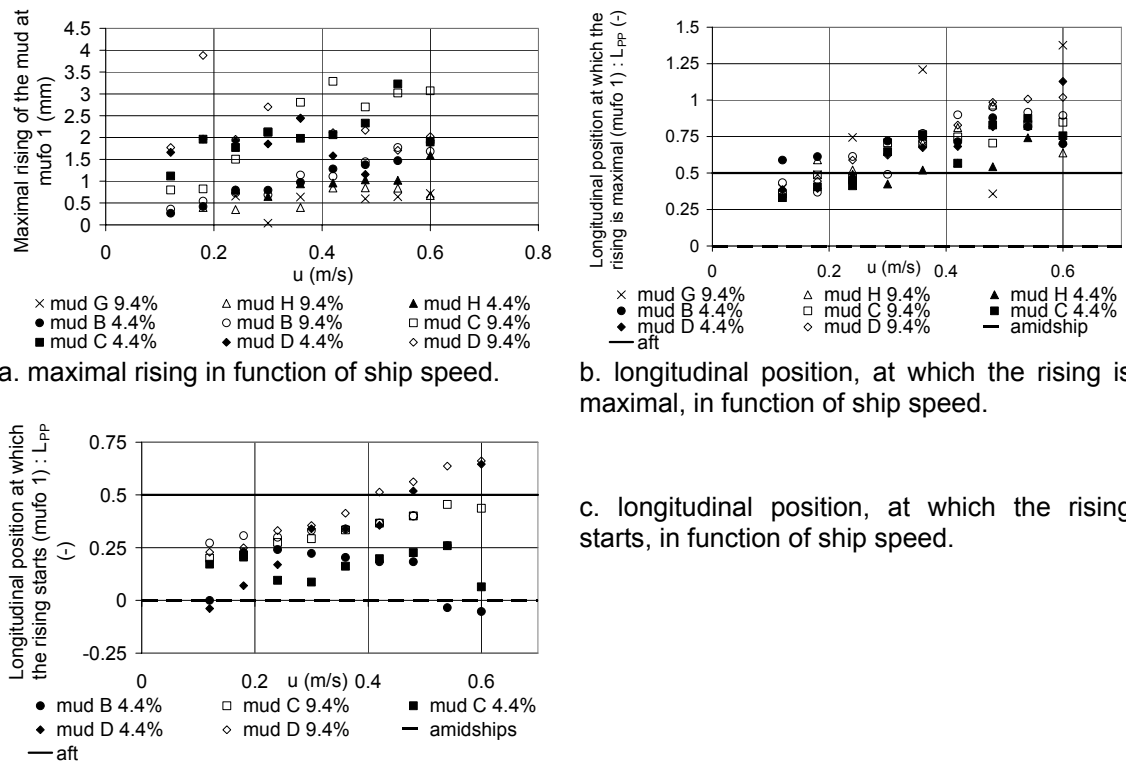 Maximal rising of the mud at
mufo 1 (mm)
4.5
4
3.5
3
2.5
2
1.5
1
0.5
0
0 0.2 0.4 0.6 0.8
u (m/s)
mud G 9.4% mud H 9.4% mud H 4.4%
mud B 4.4% mud B 9.4% mud C 9.4%
mud C 4.4% mud D 4.4% mud D 9.4%
a. maximal rising in function of ship speed.
Longitudinal position at which the
rising is maximal (mufo 1) : LPP (-)
1.5
1.25
1
0.75
0.5
0.25
0
0 0.2 0.4 0.6
u (m/s)
mud G 9.4% mud H 9.4% mud H 4.4%
mud B 4.4% mud C 9.4% mud C 4.4%
mud D 4.4% mud D 9.4% amidship
aft
b. longitudinal position, at which the rising is
maximal, in function of ship speed.
Longitudinal position at which
the rising starts (mufo 1) : LPP
(-)
0.75
0.5
0.25
0
-0.25
0 0.2 u (m/s) 0.4 0.6
mud B 4.4% mud C 9.4% mud C 4.4%
mud D 4.4% mud D 9.4% amidships
aft
c. longitudinal position, at which the rising
starts, in function of ship speed.